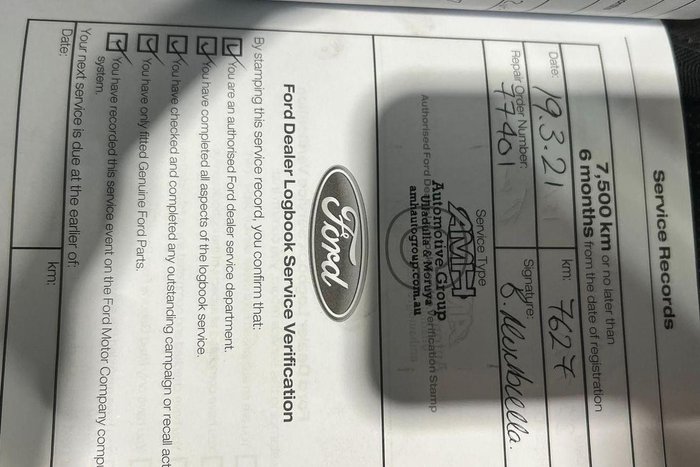 Service Records
7,500 km or no later than
6 months from the date of registration
Date: 19.3.21 km: 7627
Repair Order Number: 77401 Signature:
Service Type
AMH
Automotive Group
Ulladulla & Moruya
amhautogroup.com.au
Authorised Ford Verification Stamp
Ford
Ford Dealer Logbook Service Verification
By stamping this service record, you confirm that:
You are an authorised Ford dealer service department.
You have completed all aspects of the logbook service.
You have checked and completed any outstanding campaign or recall act
You have only fitted Genuine Ford Parts.
You have recorded this service event on the Ford Motor Company comp
system.
Your next service is due at the earlier of:
Date: km: